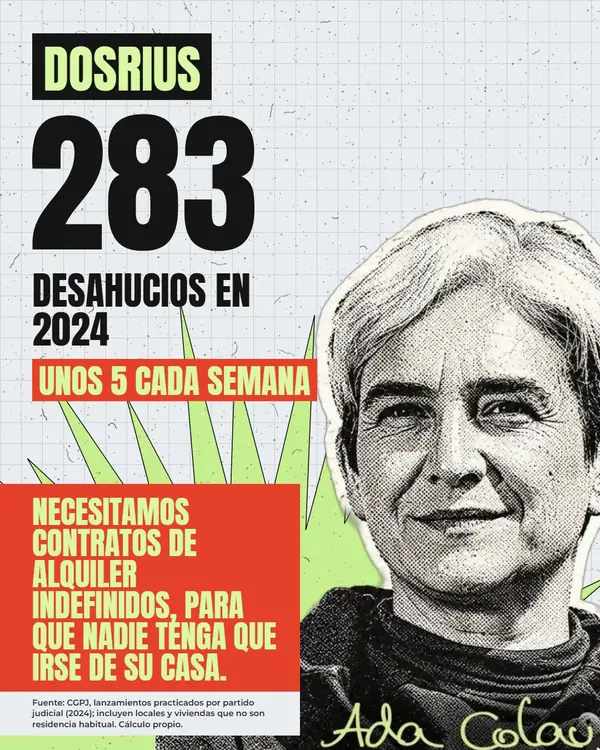 DOSRIUS
283
DESAHUCIOS EN
2024
UNOS 5 CADA SEMANA
NECESITAMOS
CONTRATOS DE
ALQUILER
INDEFINIDOS, PARA
QUE NADIE TENGA QUE
IRSE DE SU CASA.
Fuente: CGPJ, lanzamientos practicados por partido
judicial (2024); incluyen locales y viviendas que no son
residencia habitual. Cálculo propio.
Ada Colau